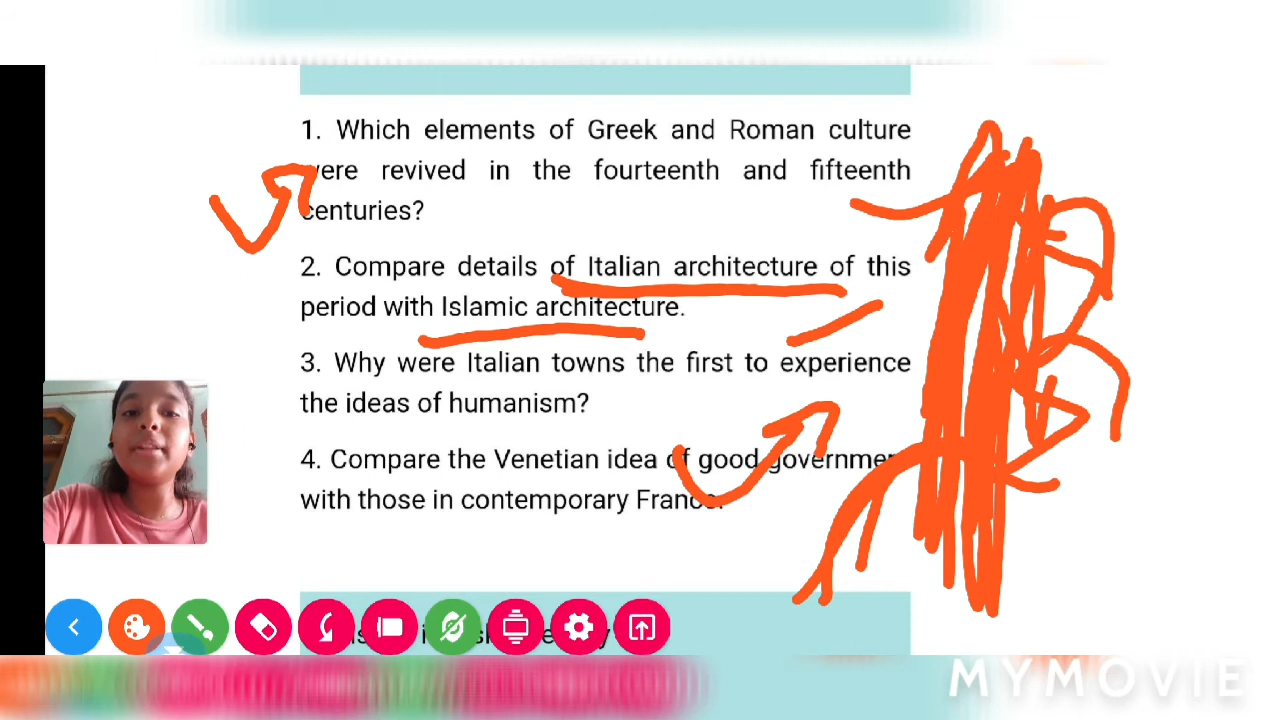 1. Which elements of Greek and Roman culture
were revived in the fourteenth and fifteenth
centuries?
2. Compare details of Italian architecture of this
period with Islamic architecture.
3. Why were Italian towns the first to experience
the ideas of humanism?
4. Compare the Venetian idea of good government
with those in contemporary France.
MYMOVIE